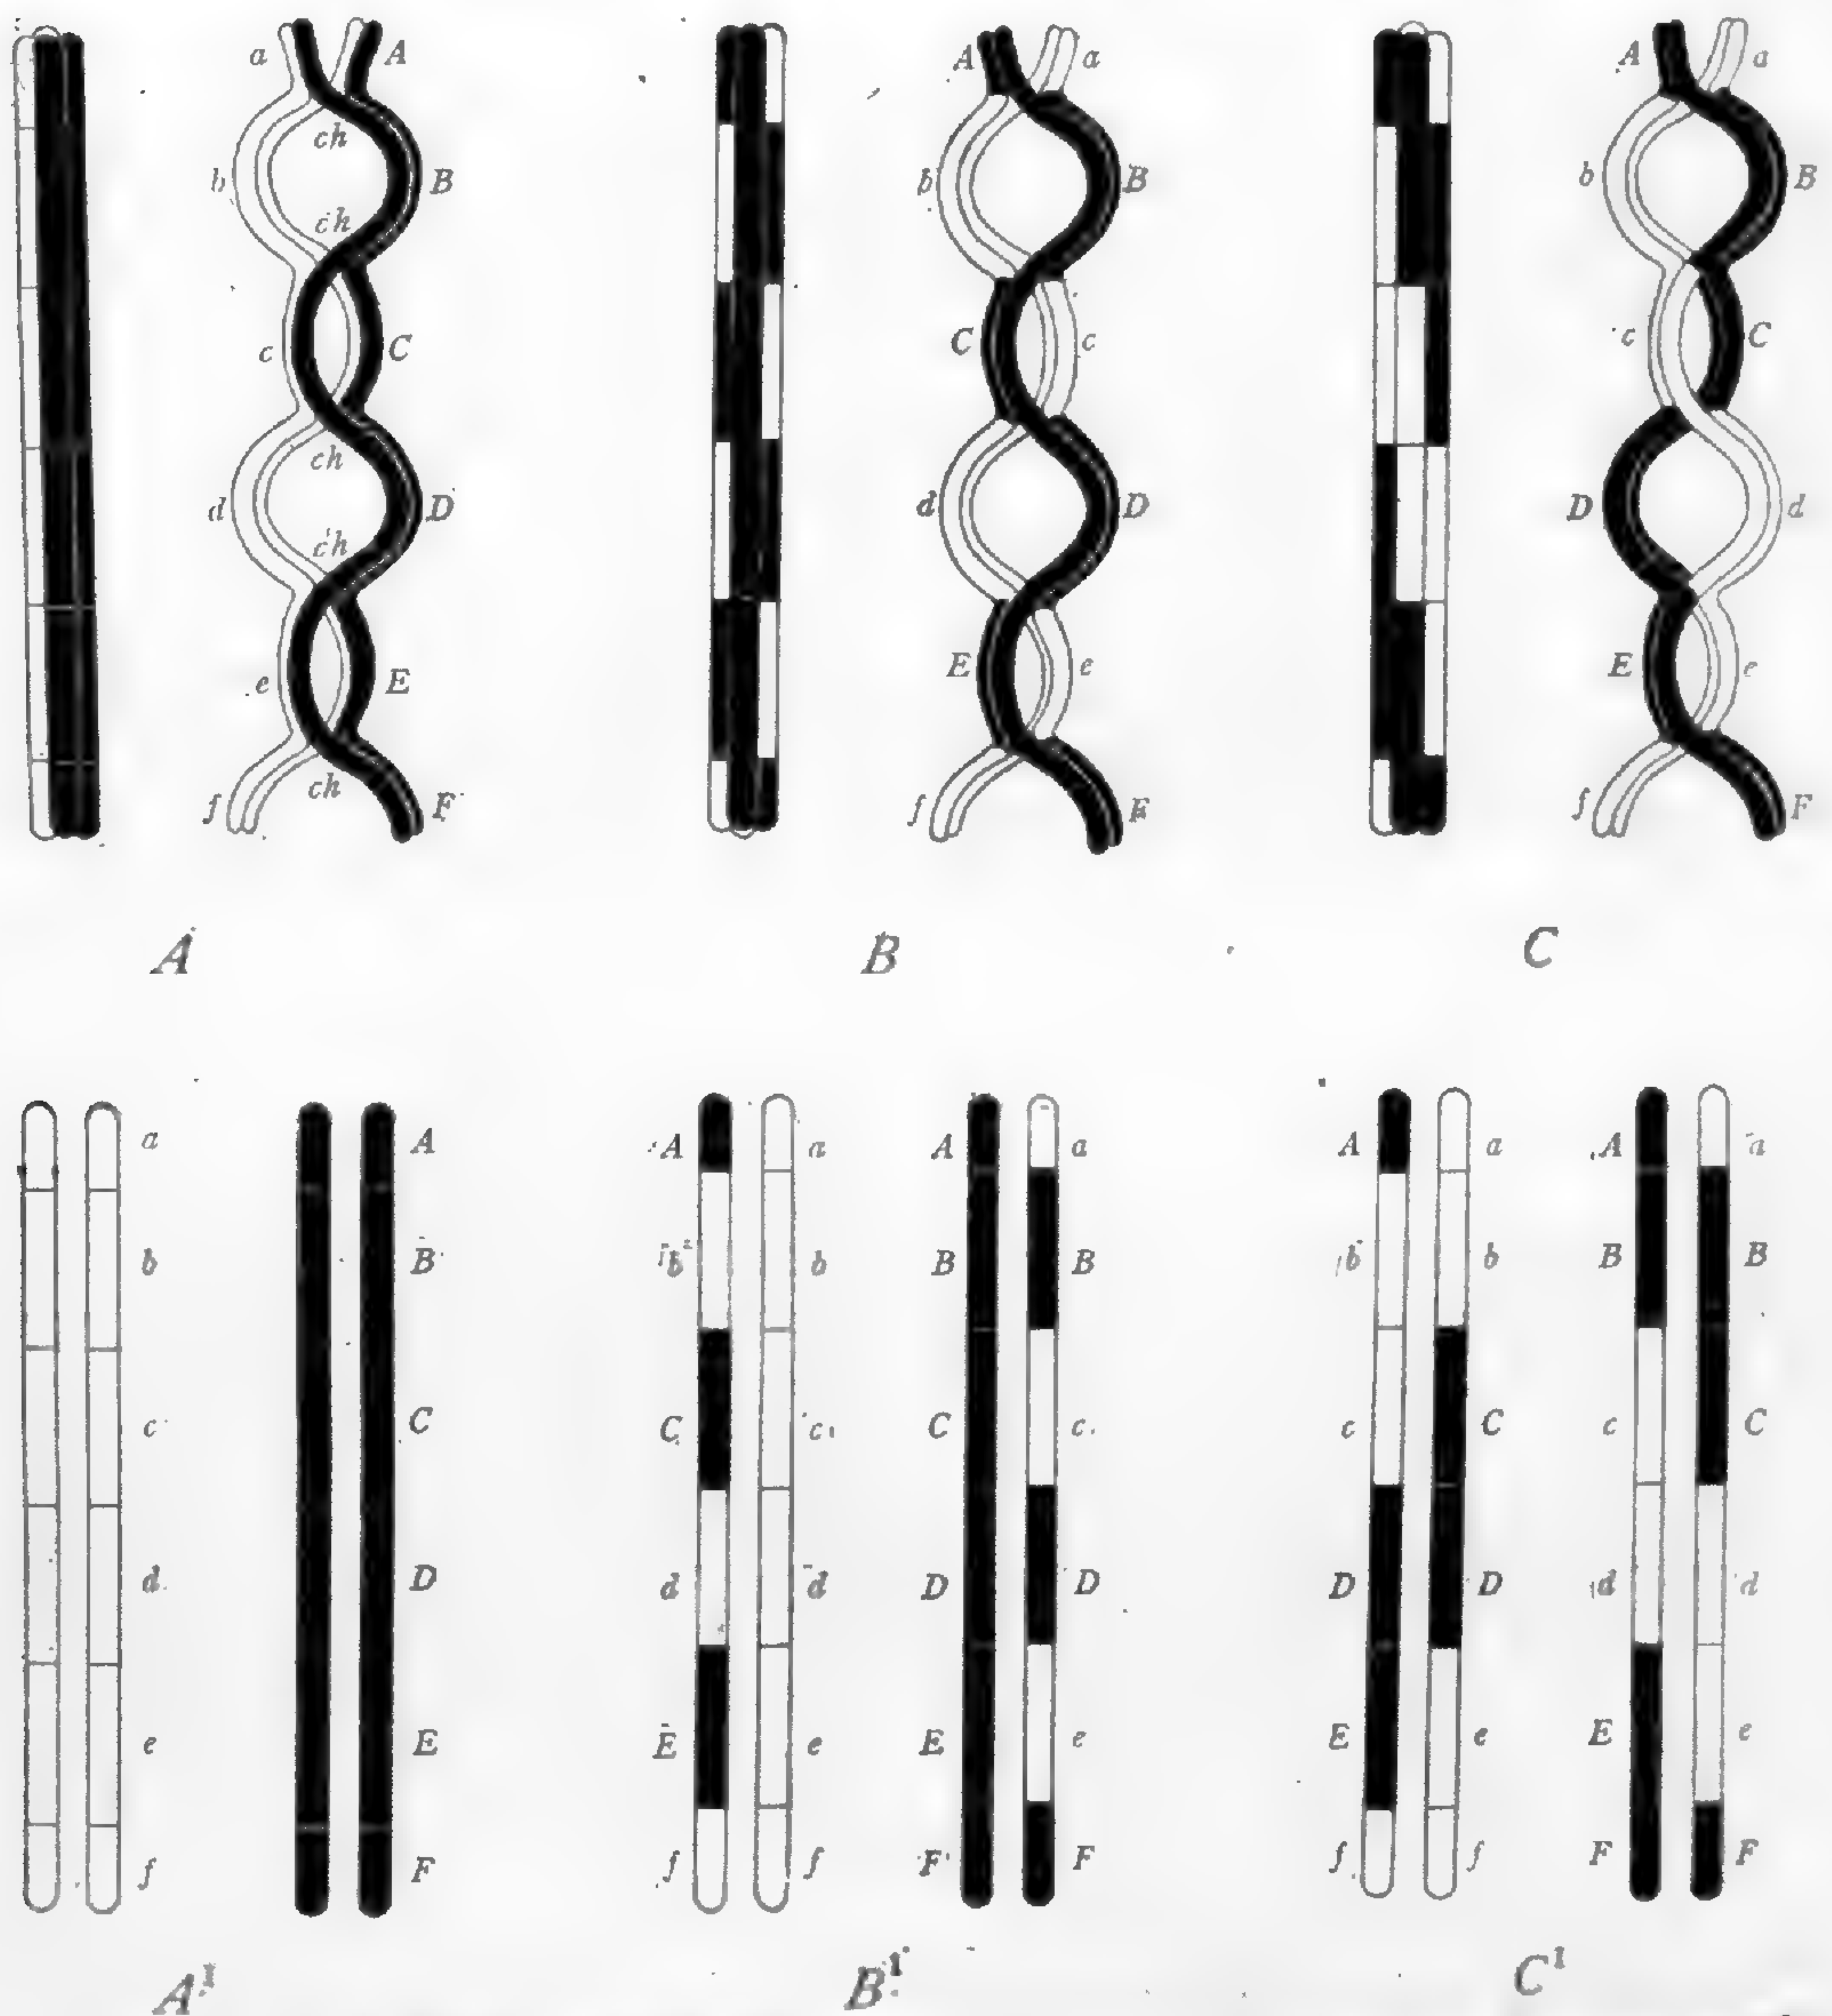 a A A a A a
ch
b B b B b B
ch
c C C c c C
ch
d D d D D d
ch
e E E e E e
ch
f F f F f F
A B C
a A A a A a A a A a
b B b b B B b b B B
c C C c C c c C c C
d D d d D D D D d d
e E E e E e E e E e
f F f f F F f f F F
A¹ B¹ C¹